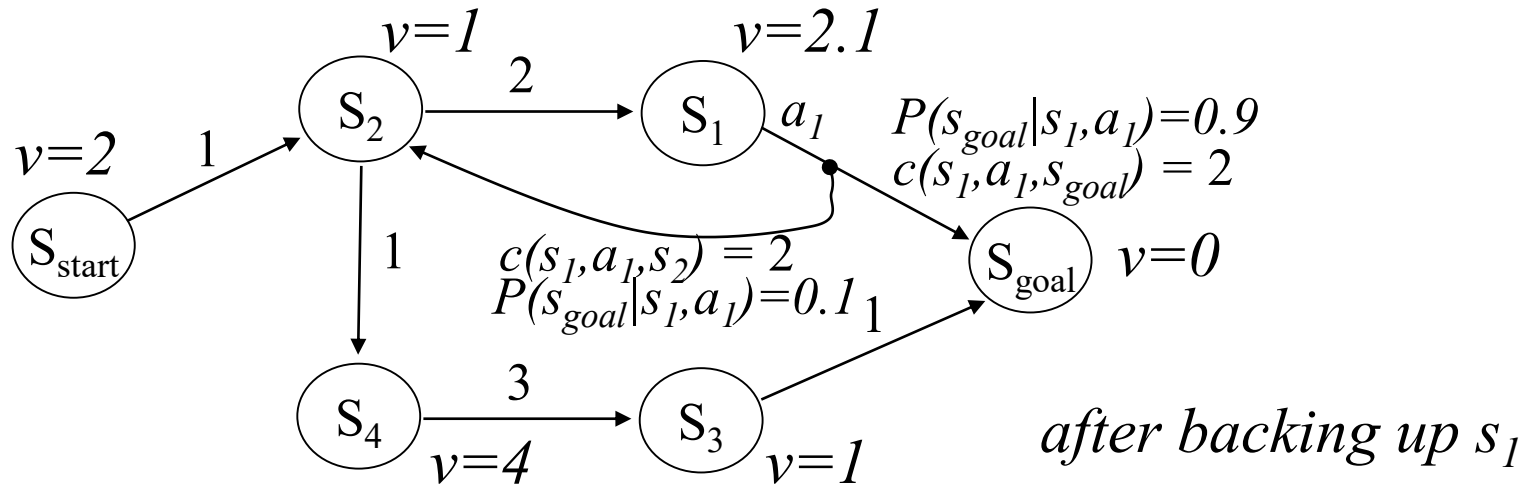 v=1
v=2.1
2
S2
S1
a1
P(sgoal|s1,a1)=0.9
c(s1,a1,sgoal) = 2
v=2
1
Sstart
1
c(s1,a1,s2) = 2
P(sgoal|s1,a1)=0.1
1
Sgoal
v=0
3
S4
S3
v=4
v=1
after backing up s1